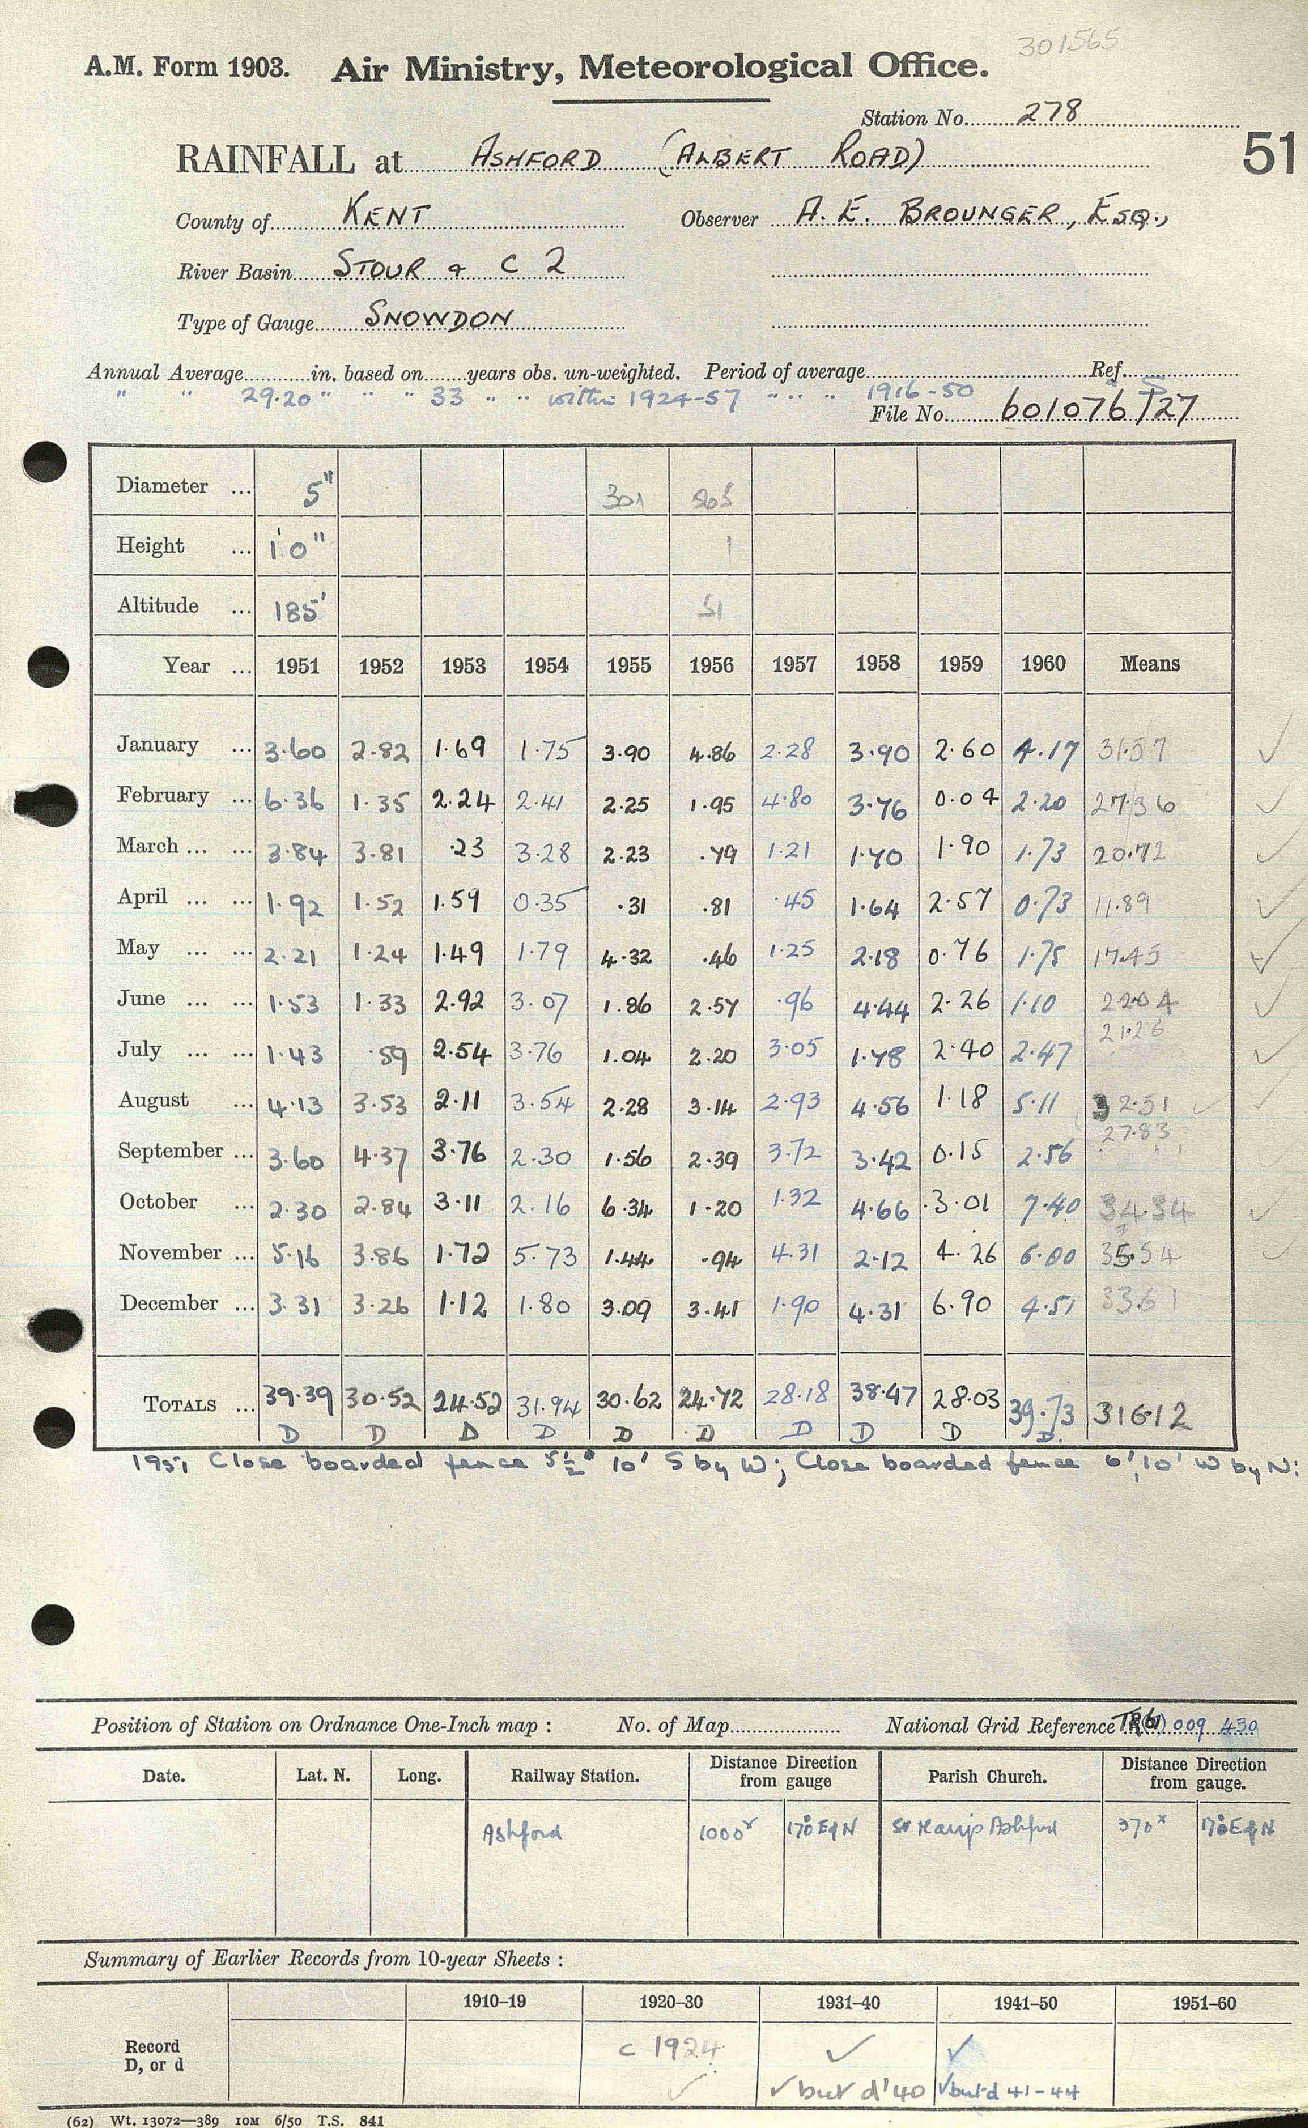 301565
A.M. Form 1903. Air Ministry, Meteorological Office.
Station No. 278
RAINFALL at ASHFORD (ALBERT ROAD) 51
County of KENT Observer A. E. BROUNGER, ESQ.,
River Basin STOUR & C 2
Type of Gauge SNOWDON
Annual Average in. based on years obs. un-weighted. Period of average Ref.
" " 29.20 " " " 33 " " within 1924-57 " " " 1916-50
File No. 601076/27
Diameter ... 5" 301 565
Height ... 1'0" 1
Altitude ... 185' 51
Year ... 1951 1952 1953 1954 1955 1956 1957 1958 1959 1960 Means
January ... 3.60 2.82 1.69 1.75 3.90 4.86 2.28 3.90 2.60 4.17 31.57 ✓
February ... 6.36 1.35 2.24 2.41 2.25 1.95 4.80 3.76 0.04 2.20 27.36 ✓
March ... ... 3.84 3.81 .23 3.28 2.23 .79 1.21 1.70 1.90 1.73 20.72 ✓
April ... ... 1.92 1.52 1.59 0.35 .31 .81 .45 1.64 2.57 0.73 11.89 ✓
May ... ... 2.21 1.24 1.49 1.79 4.32 .46 1.25 2.18 0.76 1.75 17.45 ✓
June ... ... 1.53 1.33 2.92 3.07 1.86 2.57 .96 4.44 2.26 1.10 22.04 ✓
July ... ... 1.43 .59 2.54 3.76 1.04 2.20 3.05 1.78 2.40 2.47 21.26 ✓
August ... 4.13 3.53 2.11 3.54 2.28 3.14 2.93 4.56 1.18 5.11 32.51 ✓
September ... 3.60 4.37 3.76 2.30 1.56 2.39 3.72 3.42 0.15 2.56 27.83
October ... 2.30 2.84 3.11 2.16 6.34 1.20 1.32 4.66 3.01 7.40 34.34 ✓
November ... 5.16 3.86 1.72 5.73 1.44 .94 4.31 2.12 4.26 6.00 35.54 ✓
December ... 3.31 3.26 1.12 1.80 3.09 3.41 1.90 4.31 6.90 4.51 33.61
TOTALS ... 39.39 30.52 24.52 31.94 30.62 24.72 28.18 38.47 28.03 39.73 316.12
D D D D D D D D D D.
1951 Close boarded fence 5½" 10' S by W; Close boarded fence 6', 10' W by N:
Position of Station on Ordnance One-Inch map : No. of Map National Grid Reference 009 430
Date. Lat. N. Long. Railway Station. Distance from gauge Direction Parish Church. Distance from gauge. Direction
Ashford 1000x 17° E of N St Marys Ashford 370x 17° E of N
Summary of Earlier Records from 10-year Sheets :
1910–19 1920–30 1931–40 1941–50 1951–60
Record c 1924 ✓ ✓
D, or d ✓ ✓ but d '40 ✓ but d 41-44
(62) Wt. 13072—389 10M 6/50 T.S. 841